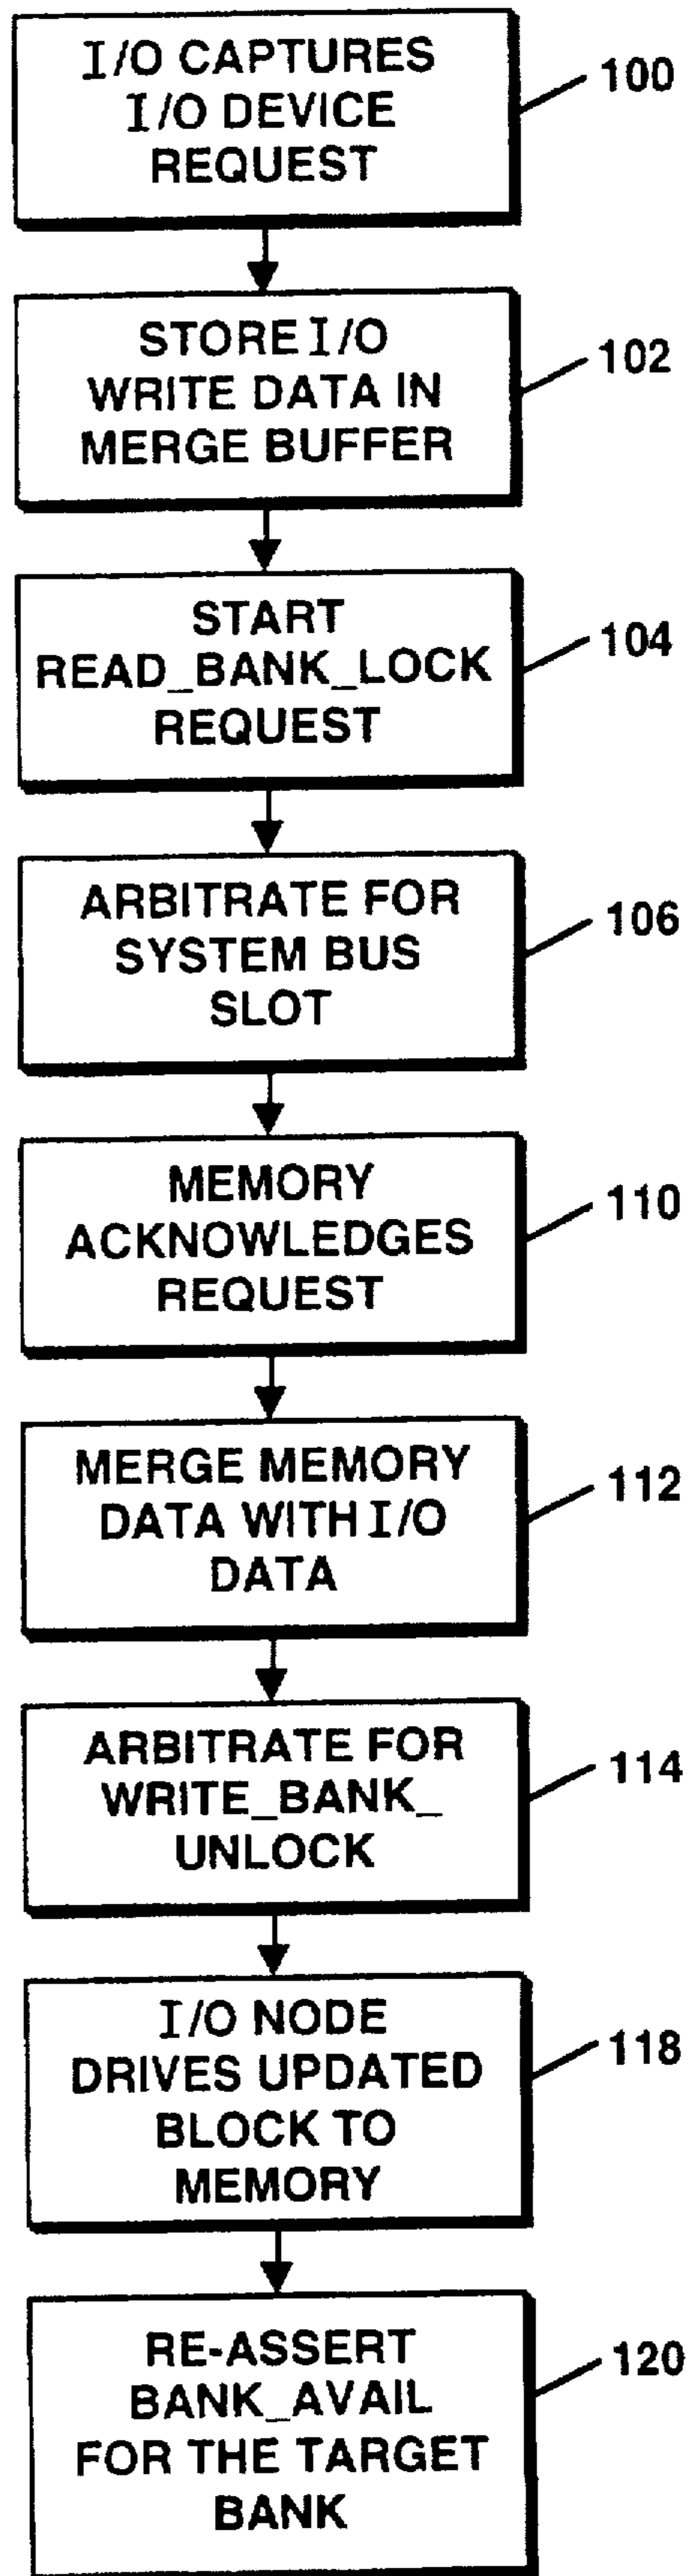 I/O CAPTURES
I/O DEVICE
REQUEST
100
STORE I/O
WRITE DATA IN
MERGE BUFFER
102
START
READ_BANK_LOCK
REQUEST
104
ARBITRATE FOR
SYSTEM BUS
SLOT
106
MEMORY
ACKNOWLEDGES
REQUEST
110
MERGE MEMORY
DATA WITH I/O
DATA
112
ARBITRATE FOR
WRITE_BANK_
UNLOCK
114
I/O NODE
DRIVES UPDATED
BLOCK TO
MEMORY
118
RE-ASSERT
BANK_AVAIL
FOR THE TARGET
BANK
120